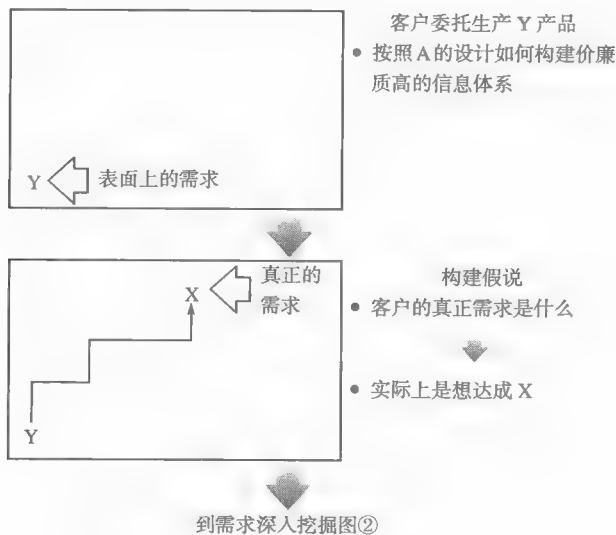 客户委托生产 Y 产品
• 按照 A 的设计如何构建价廉
质高的信息体系
Y
表面上的需求
X
真正的
需求
Y
构建假说
• 客户的真正需求是什么
• 实际上是想达成 X
到需求深入挖掘图②